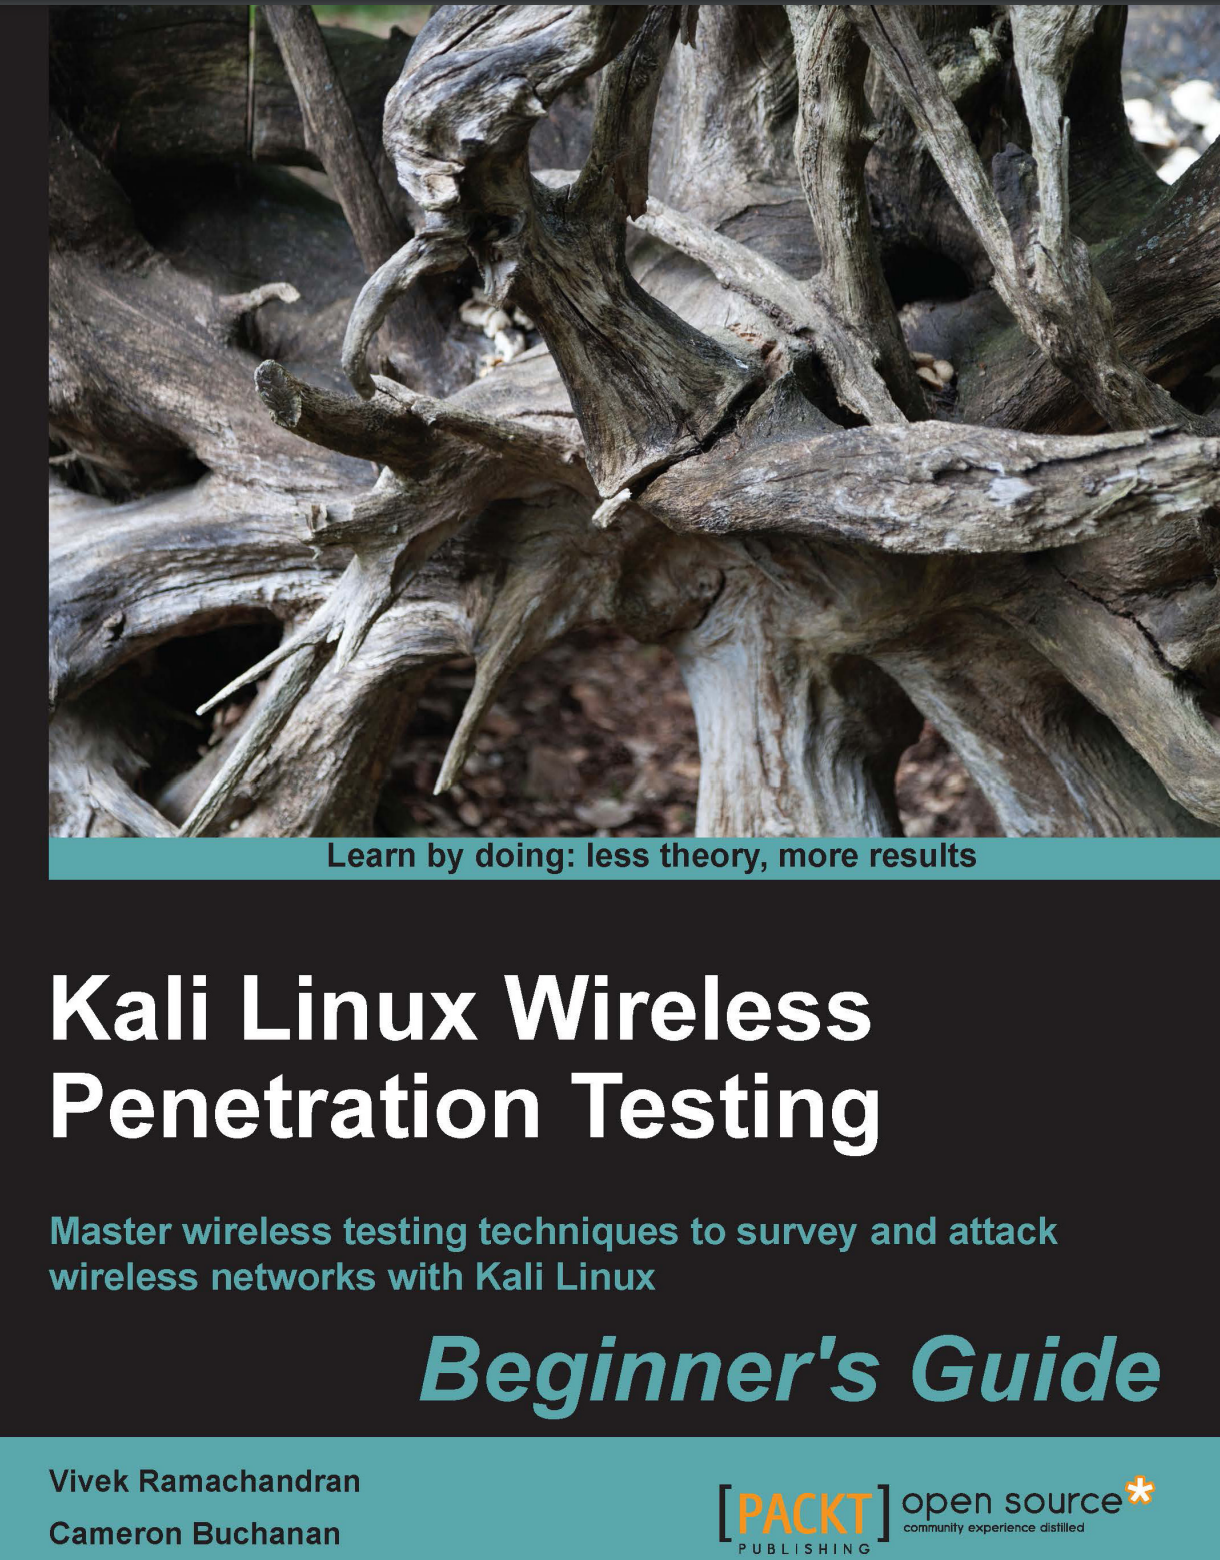 Learn by doing: less theory, more results
Kali Linux Wireless
Penetration Testing
Master wireless testing techniques to survey and attack
wireless networks with Kali Linux
Beginner's Guide
Vivek Ramachandran
Cameron Buchanan
[PACKT] open source*
community experience distilled
PUBLISHING